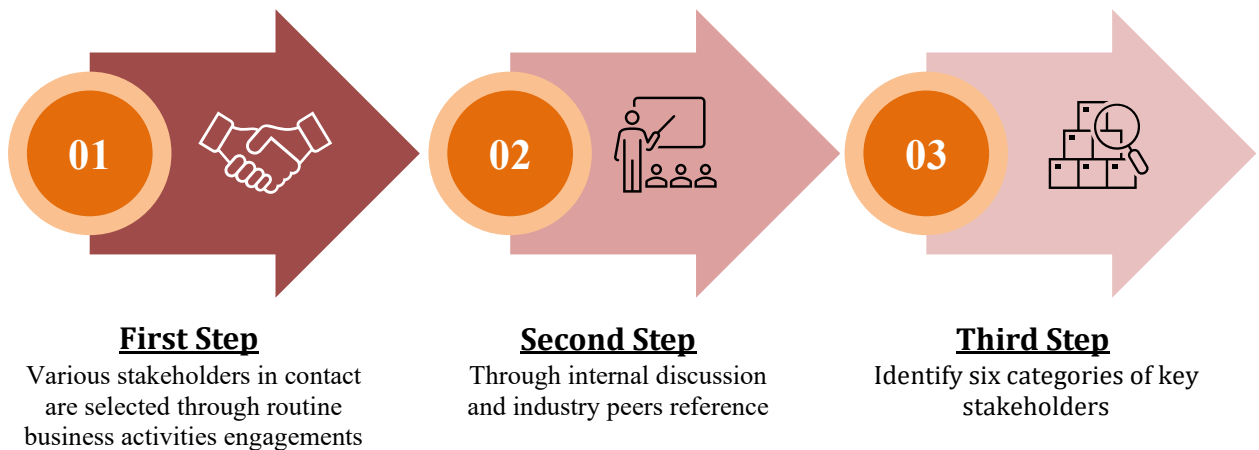 01
02
03
First Step
Various stakeholders in contact
are selected through routine
business activities engagements
Second Step
Through internal discussion
and industry peers reference
Third Step
Identify six categories of key
stakeholders